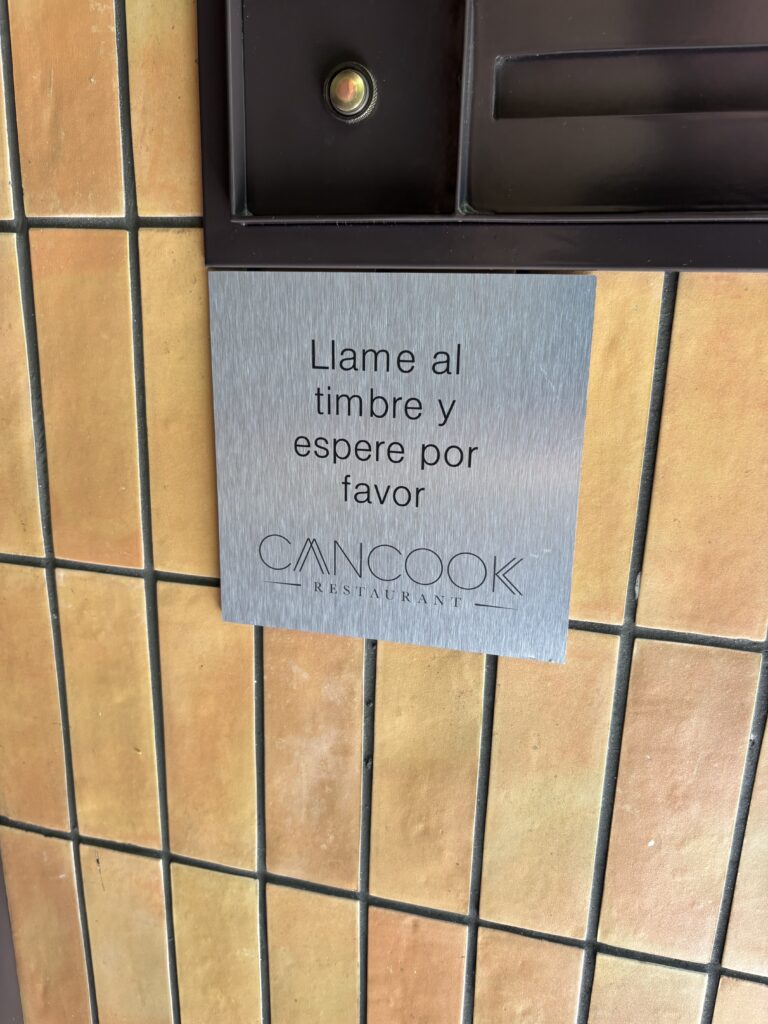 Llame al
timbre y
espere por
favor
CANCOOK
RESTAURANT